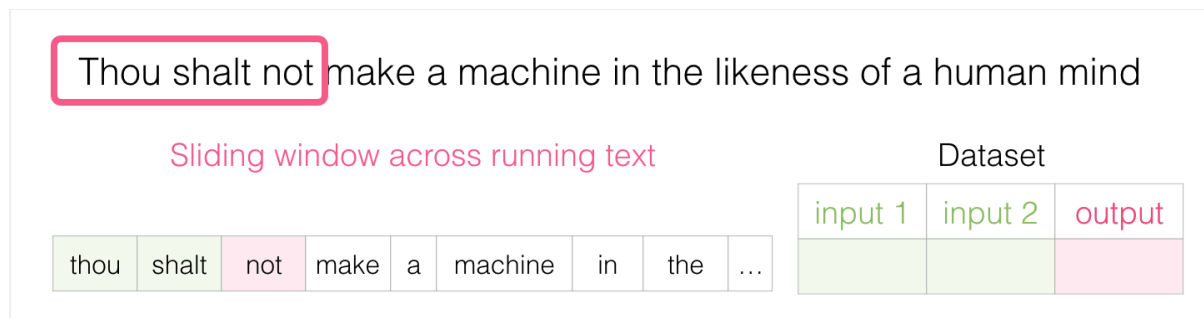 Thou shalt not make a machine in the likeness of a human mind
Sliding window across running text
Dataset
input 1 input 2 output
thou shalt not make a machine in the ...